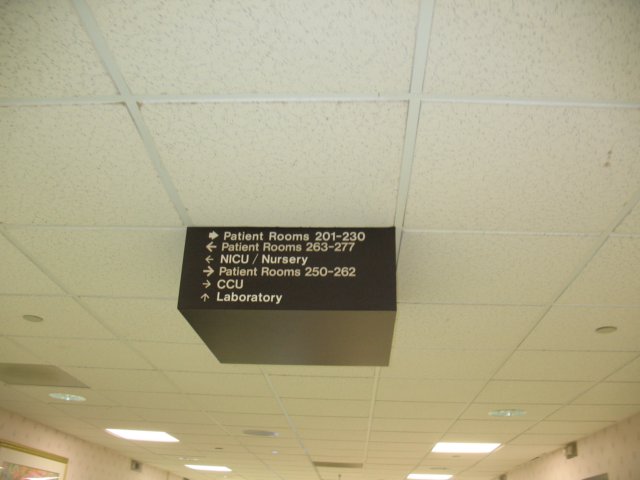 Patient Rooms 201-230
Patient Rooms 263-277
NICU / Nursery
Patient Rooms 250-262
CCU
Laboratory